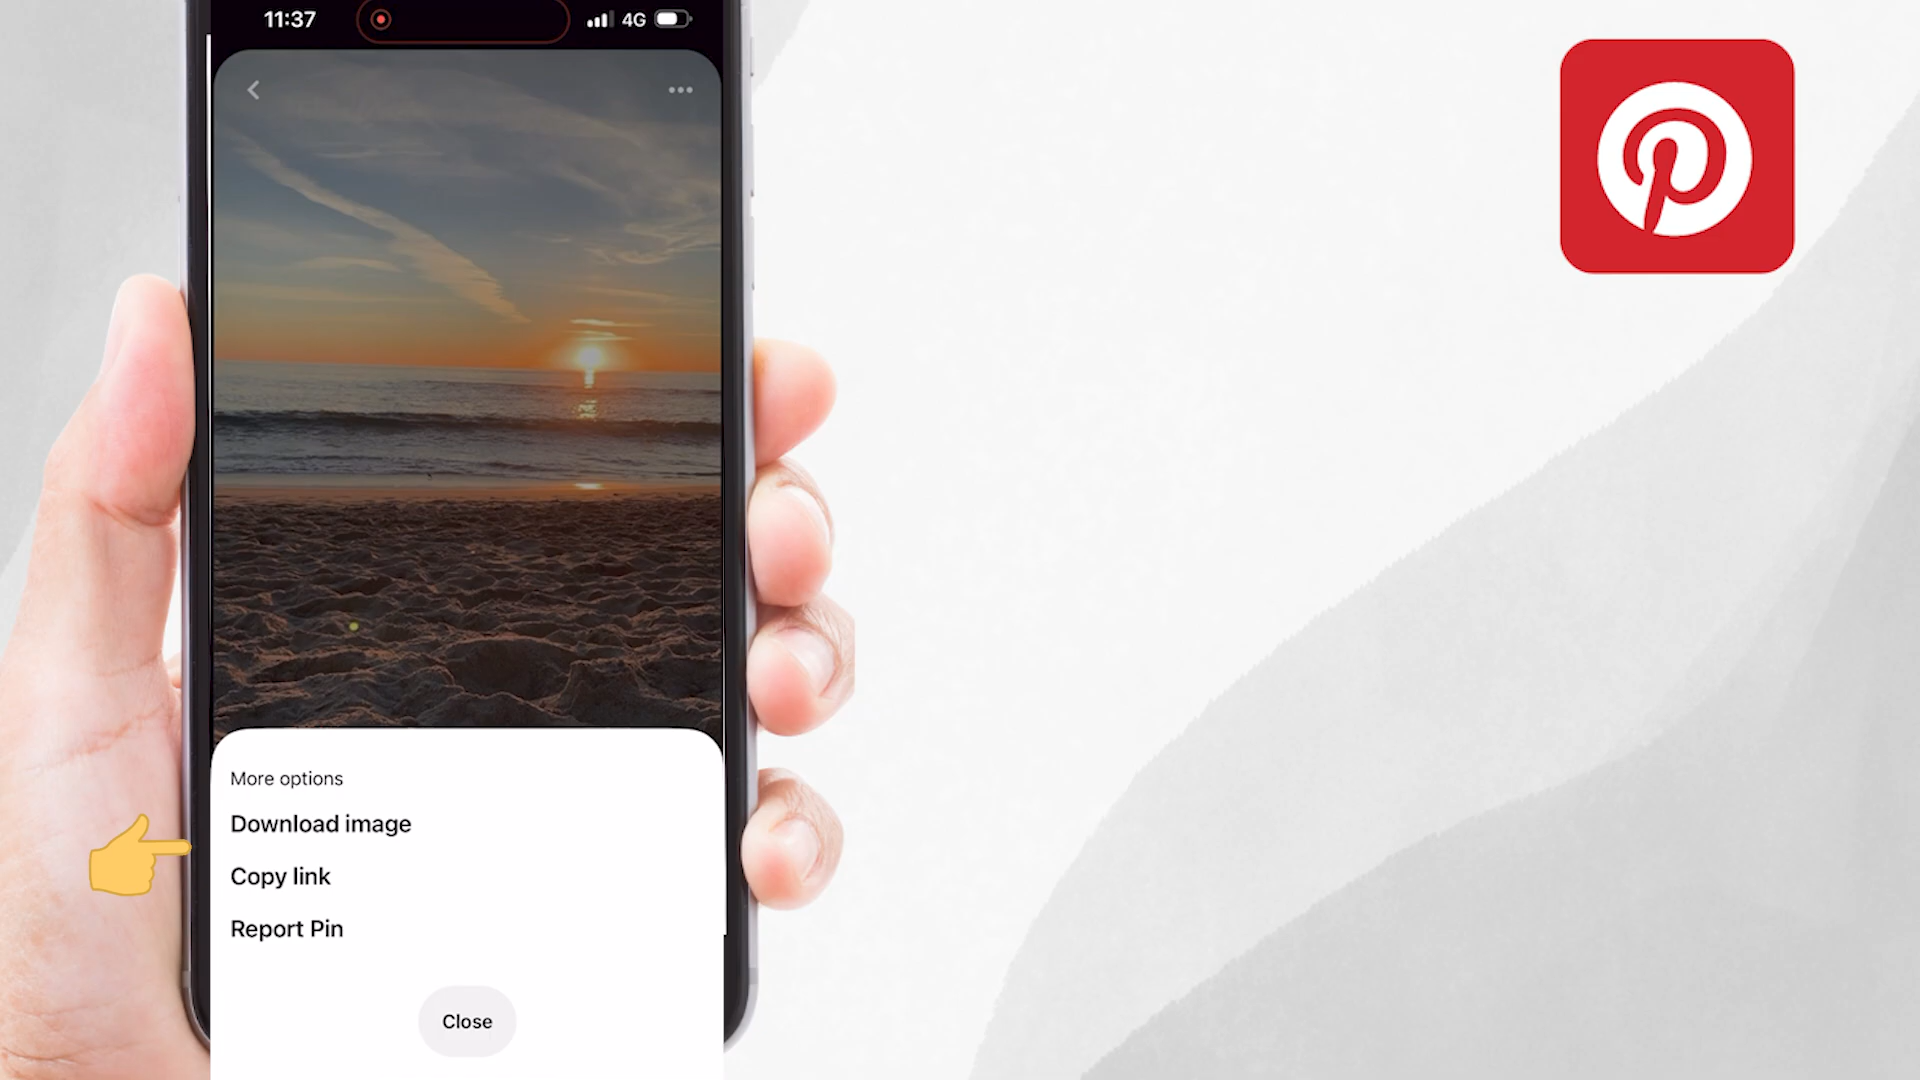 11:37
4G
More options
Download image
Copy link
Report Pin
Close